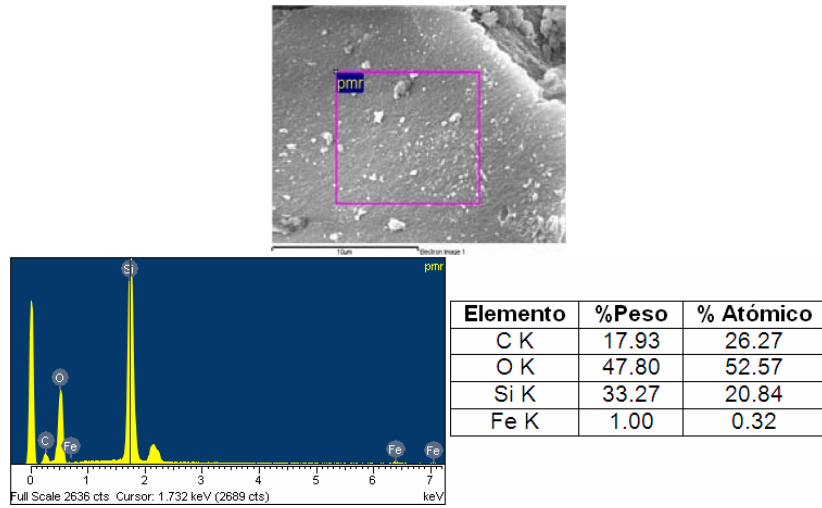 pmr
10µm
Electron Image 1
pmr
Si
O
C
Fe
Fe
Fe
0 1 2 3 4 5 6 7
Full Scale 2636 cts Cursor: 1.732 keV (2689 cts)
keV
Elemento %Peso % Atómico
C K 17.93 26.27
O K 47.80 52.57
Si K 33.27 20.84
Fe K 1.00 0.32